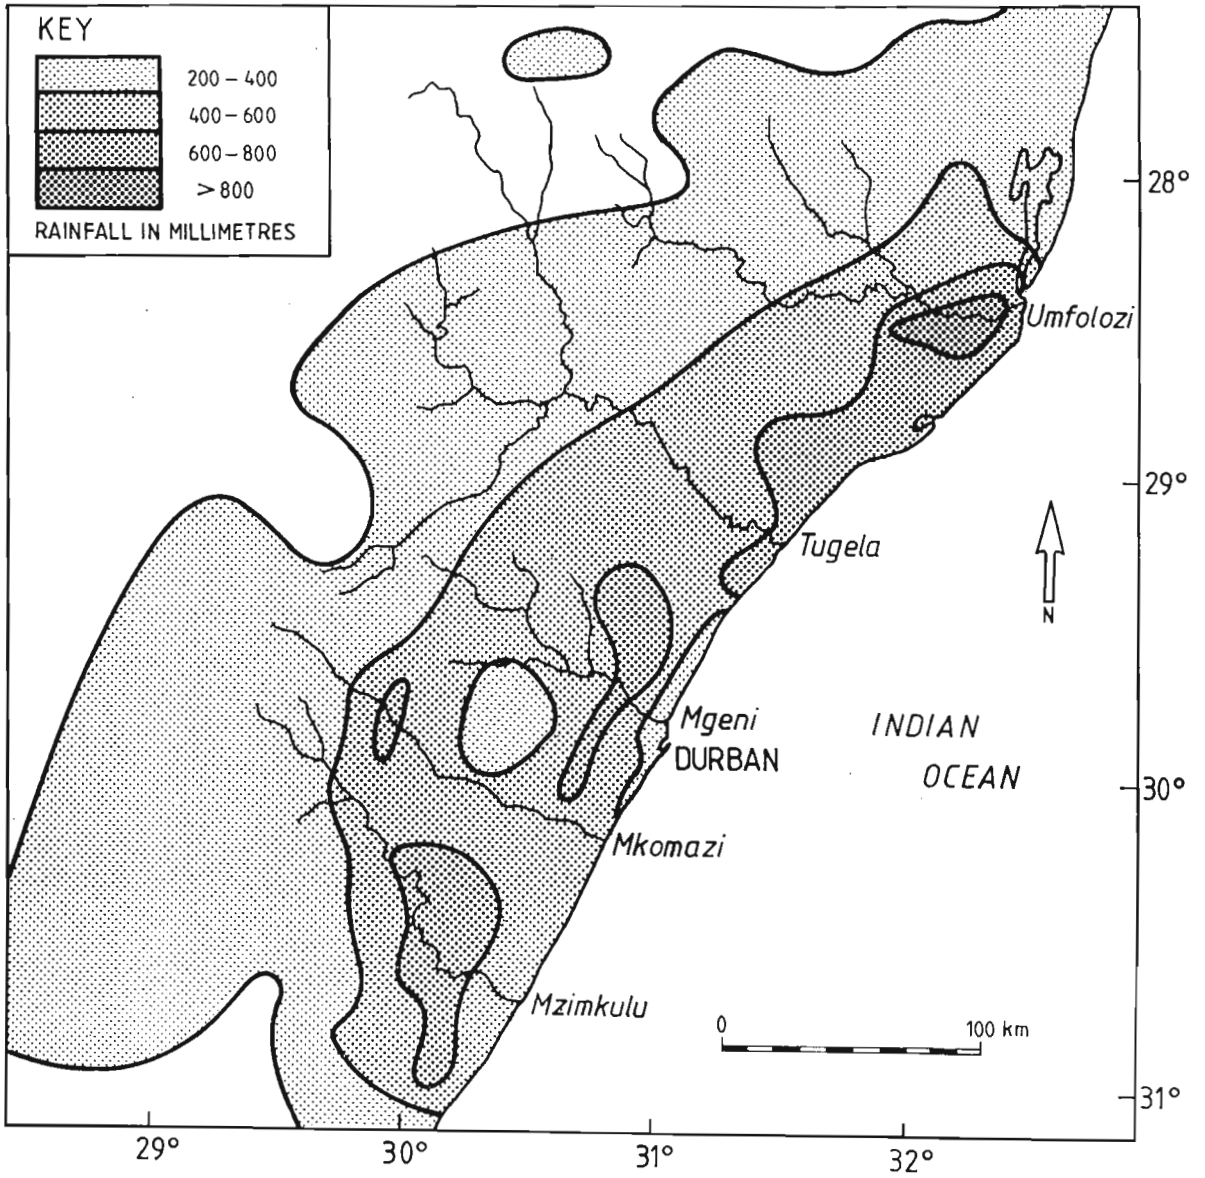 KEY
200 – 400
400 – 600
600 – 800
> 800
RAINFALL IN MILLIMETRES
28°
Umfolozi
29°
Tugela
N
Mgeni
DURBAN
INDIAN
OCEAN
30°
Mkomazi
Mzimkulu
0
100 km
31°
29°
30°
31°
32°